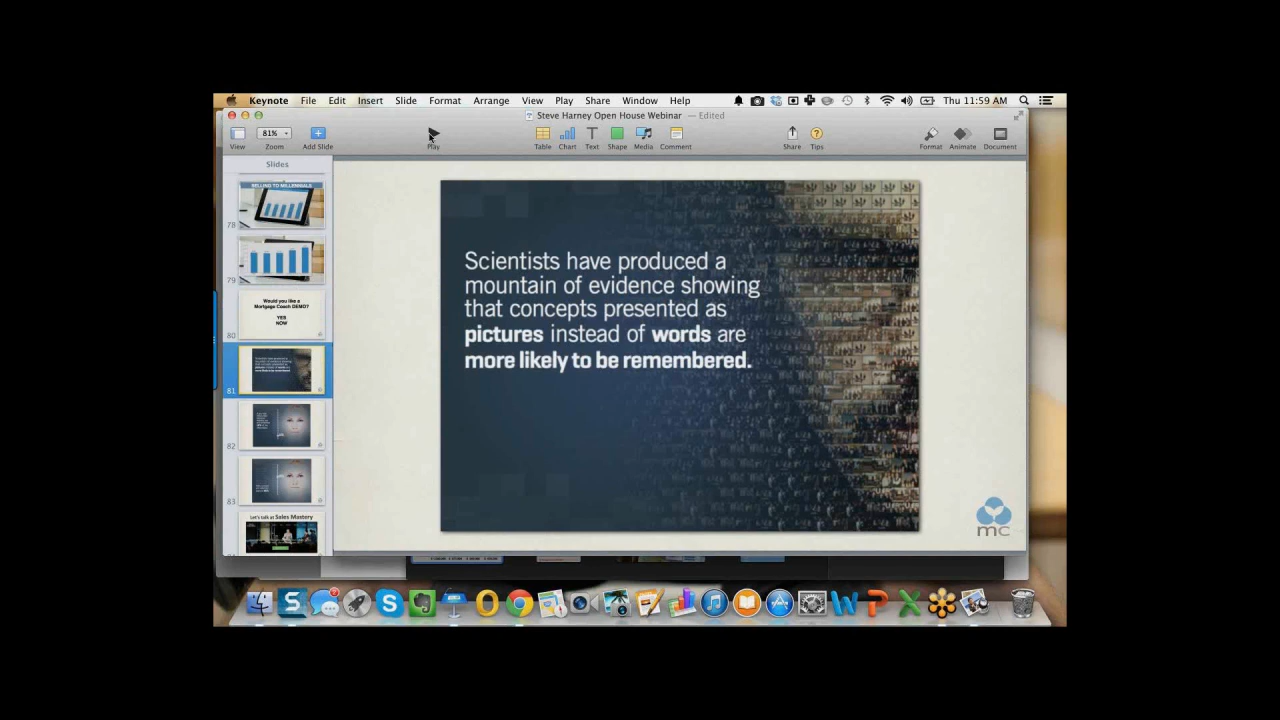 Keynote File Edit Insert Slide Format Arrange View Play Share Window Help Thu 11:59 AM
Steve Harney Open House Webinar — Edited
81%
View Zoom Add Slide Play Table Chart Text Shape Media Comment Share Tips Format Animate Document
Slides
SELLING TO MILLENNIALS
78
79
Would you like a
Mortgage Coach DEMO?
YES
NOW
80
81
82
83
Let's talk at Sales Mastery
Scientists have produced a
mountain of evidence showing
that concepts presented as
pictures instead of words are
more likely to be remembered.
mc